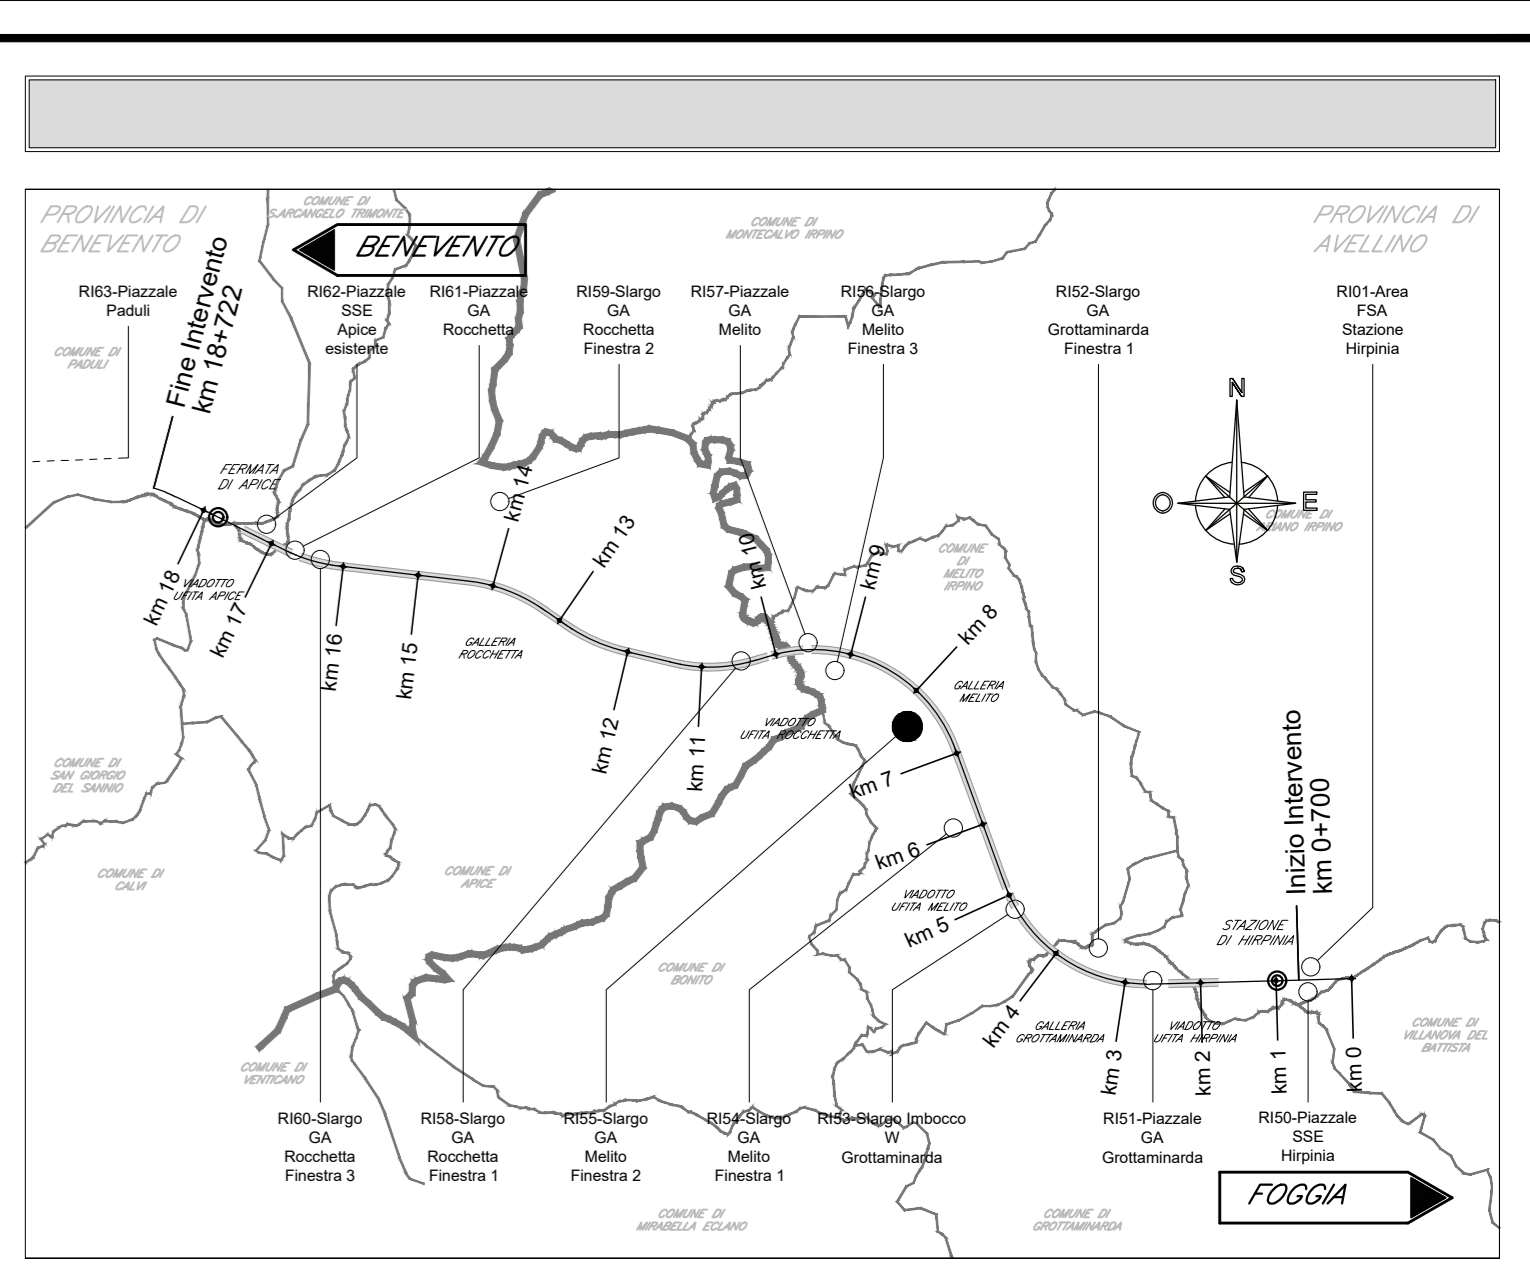 PROVINCIA DI
BENEVENTO
COMUNE DI
S.ARCANGELO TRIMONTE
BENEVENTO
COMUNE DI
MONTECALVO IRPINO
PROVINCIA DI
AVELLINO
RI63-Piazzale
Paduli
Fine Intervento
km 18+722
RI62-Piazzale
SSE
Apice
esistente
RI61-Piazzale
GA
Rocchetta
RI59-Slargo
GA
Rocchetta
Finestra 2
RI57-Piazzale
GA
Melito
RI56-Slargo
GA
Melito
Finestra 3
RI52-Slargo
GA
Grottaminarda
Finestra 1
RI01-Area
FSA
Stazione
Hirpinia
COMUNE DI
PADULI
N
O
E
S
COMUNE DI
ARIANO IRPINO
FERMATA
DI APICE
km 14
km 13
km 10
km 9
COMUNE
DI
MELITO
IRPINO
km 18
VIADOTTO
UFITA APICE
km 17
km 16
km 15
GALLERIA
ROCCHETTA
km 8
GALLERIA
MELITO
km 12
km 11
VIADOTTO
UFITA ROCCHETTA
km 7
COMUNE DI
SAN GIORGIO
DEL SANNIO
Inizio Intervento
km 0+700
km 6
COMUNE DI
CALVI
COMUNE DI
APICE
VIADOTTO
UFITA MELITO
km 5
STAZIONE
DI HIRPINIA
COMUNE DI
BONITO
km 4
GALLERIA
GROTTAMINARDA
VIADOTTO
UFITA HIRPINIA
km 3
km 2
km 1
km 0
COMUNE DI
VILLANOVA DEL
BATTISTA
COMUNE DI
VENTICANO
RI60-Slargo
GA
Rocchetta
Finestra 3
RI58-Slargo
GA
Rocchetta
Finestra 1
RI55-Slargo
GA
Melito
Finestra 2
RI54-Slargo
GA
Melito
Finestra 1
RI53-Slargo Imbocco
W
Grottaminarda
RI51-Piazzale
GA
Grottaminarda
RI50-Piazzale
SSE
Hirpinia
FOGGIA
COMUNE DI
MIRABELLA ECLANO
COMUNE DI
GROTTAMINARDA